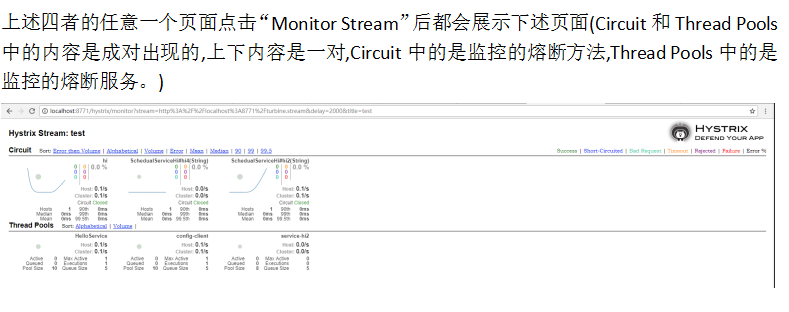 上述四者的任意一个页面点击“Monitor Stream”后都会展示下述页面(Circuit 和 Thread Pools
中的内容是成对出现的,上下内容是一对,Circuit 中的是监控的熔断方法,Thread Pools 中的是
监控的熔断服务。)
localhost:8771/hystrix/monitor?stream=http%3A%2F%2Flocalhost%3A8771%2Fturbine.stream&delay=2000&title=test
Hystrix Stream: test
HYSTRIX
DEFEND YOUR APP
Circuit Sort: Error then Volume | Alphabetical | Volume | Error | Mean | Median | 90 | 99 | 99.5
Success | Short-Circuited | Bad Request | Timeout | Rejected | Failure | Error %
hi SchedualServiceHi#hi4(String) SchedualServiceHi#hi2(String)
0 0 0.0 % 0 0 0.0 % 0 0 0.0 %
0 0 0 0 0 0
0 0 0
Host: 0.1/s Host: 0.0/s Host: 0.1/s
Cluster: 0.1/s Cluster: 0.0/s Cluster: 0.1/s
Circuit Closed Circuit Closed Circuit Closed
Hosts 1 90th 0ms Hosts 1 90th 0ms Hosts 1 90th 0ms
Median 0ms 99th 0ms Median 0ms 99th 0ms Median 0ms 99th 0ms
Mean 0ms 99.5th 0ms Mean 0ms 99.5th 0ms Mean 0ms 99.5th 0ms
Thread Pools Sort: Alphabetical | Volume |
HelloService config-client service-hi2
Host: 0.1/s Host: 0.1/s Host: 0.0/s
Cluster: 0.1/s Cluster: 0.1/s Cluster: 0.0/s
Active 0 Max Active 1 Active 0 Max Active 1 Active 0 Max Active 0
Queued 0 Executions 1 Queued 0 Executions 1 Queued 0 Executions 0
Pool Size 10 Queue Size 5 Pool Size 10 Queue Size 5 Pool Size 8 Queue Size 5